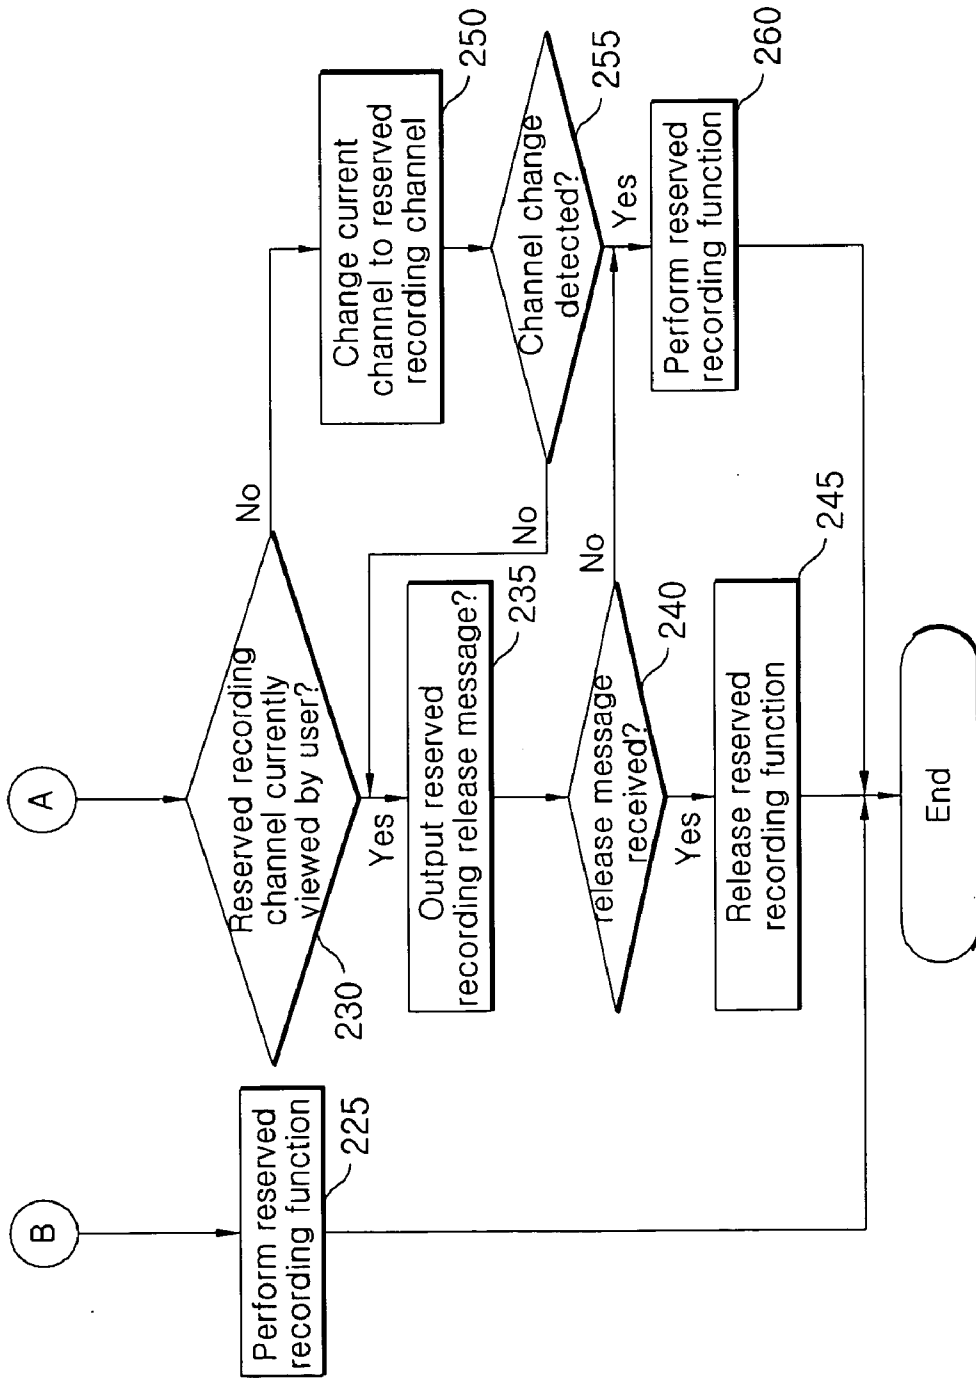 B
Perform reserved
recording function
225
A
Reserved recording
channel currently
viewed by user?
230
No
Yes
Output reserved
recording release message?
235
release message
received?
240
No
Yes
Release reserved
recording function
245
Change current
channel to reserved
recording channel
250
Channel change
detected?
255
No
Yes
Perform reserved
recording function
260
End